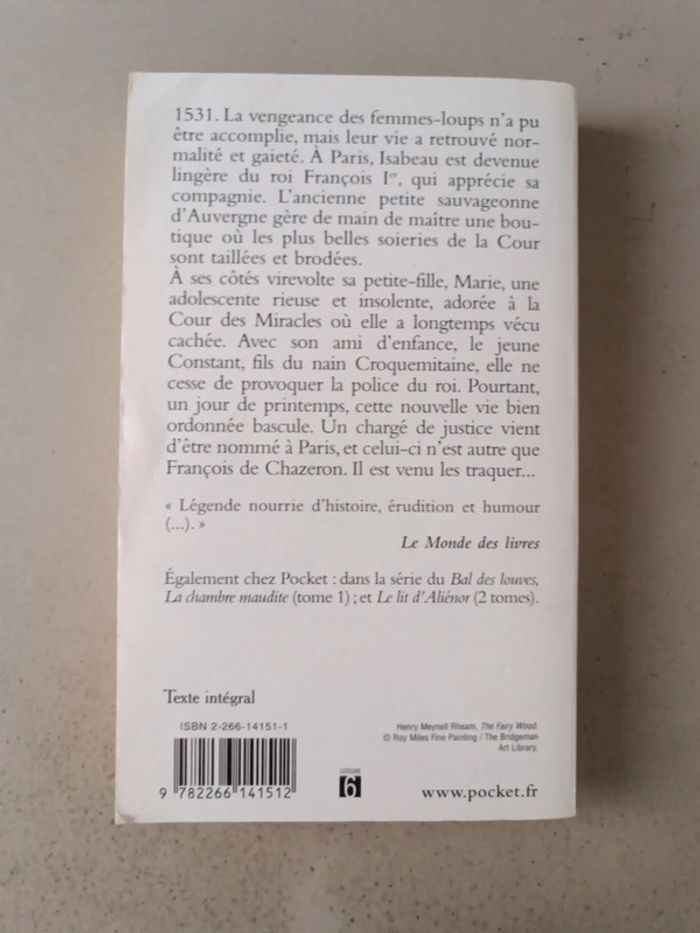 1531. La vengeance des femmes-loups n'a pu
être accomplie, mais leur vie a retrouvé nor-
malité et gaieté. À Paris, Isabeau est devenue
lingère du roi François Ier, qui apprécie sa
compagnie. L'ancienne petite sauvageonne
d'Auvergne gère de main de maître une bou-
tique où les plus belles soieries de la Cour
sont taillées et brodées.
À ses côtés virevolte sa petite-fille, Marie, une
adolescente rieuse et insolente, adorée à la
Cour des Miracles où elle a longtemps vécu
cachée. Avec son ami d'enfance, le jeune
Constant, fils du nain Croquemitaine, elle ne
cesse de provoquer la police du roi. Pourtant,
un jour de printemps, cette nouvelle vie bien
ordonnée bascule. Un chargé de justice vient
d'être nommé à Paris, et celui-ci n'est autre que
François de Chazeron. Il est venu les traquer...
« Légende nourrie d'histoire, érudition et humour
(...). »
Le Monde des livres
Également chez Pocket : dans la série du Bal des louves,
La chambre maudite (tome 1) ; et Le lit d'Aliénor (2 tomes).
Texte intégral
ISBN 2-266-14151-1
Henry Meynell Rheam, The Fairy Wood.
© Roy Miles Fine Painting / The Bridgeman
Art Library.
9 782266 141512
CATÉGORIE
6
www.pocket.fr